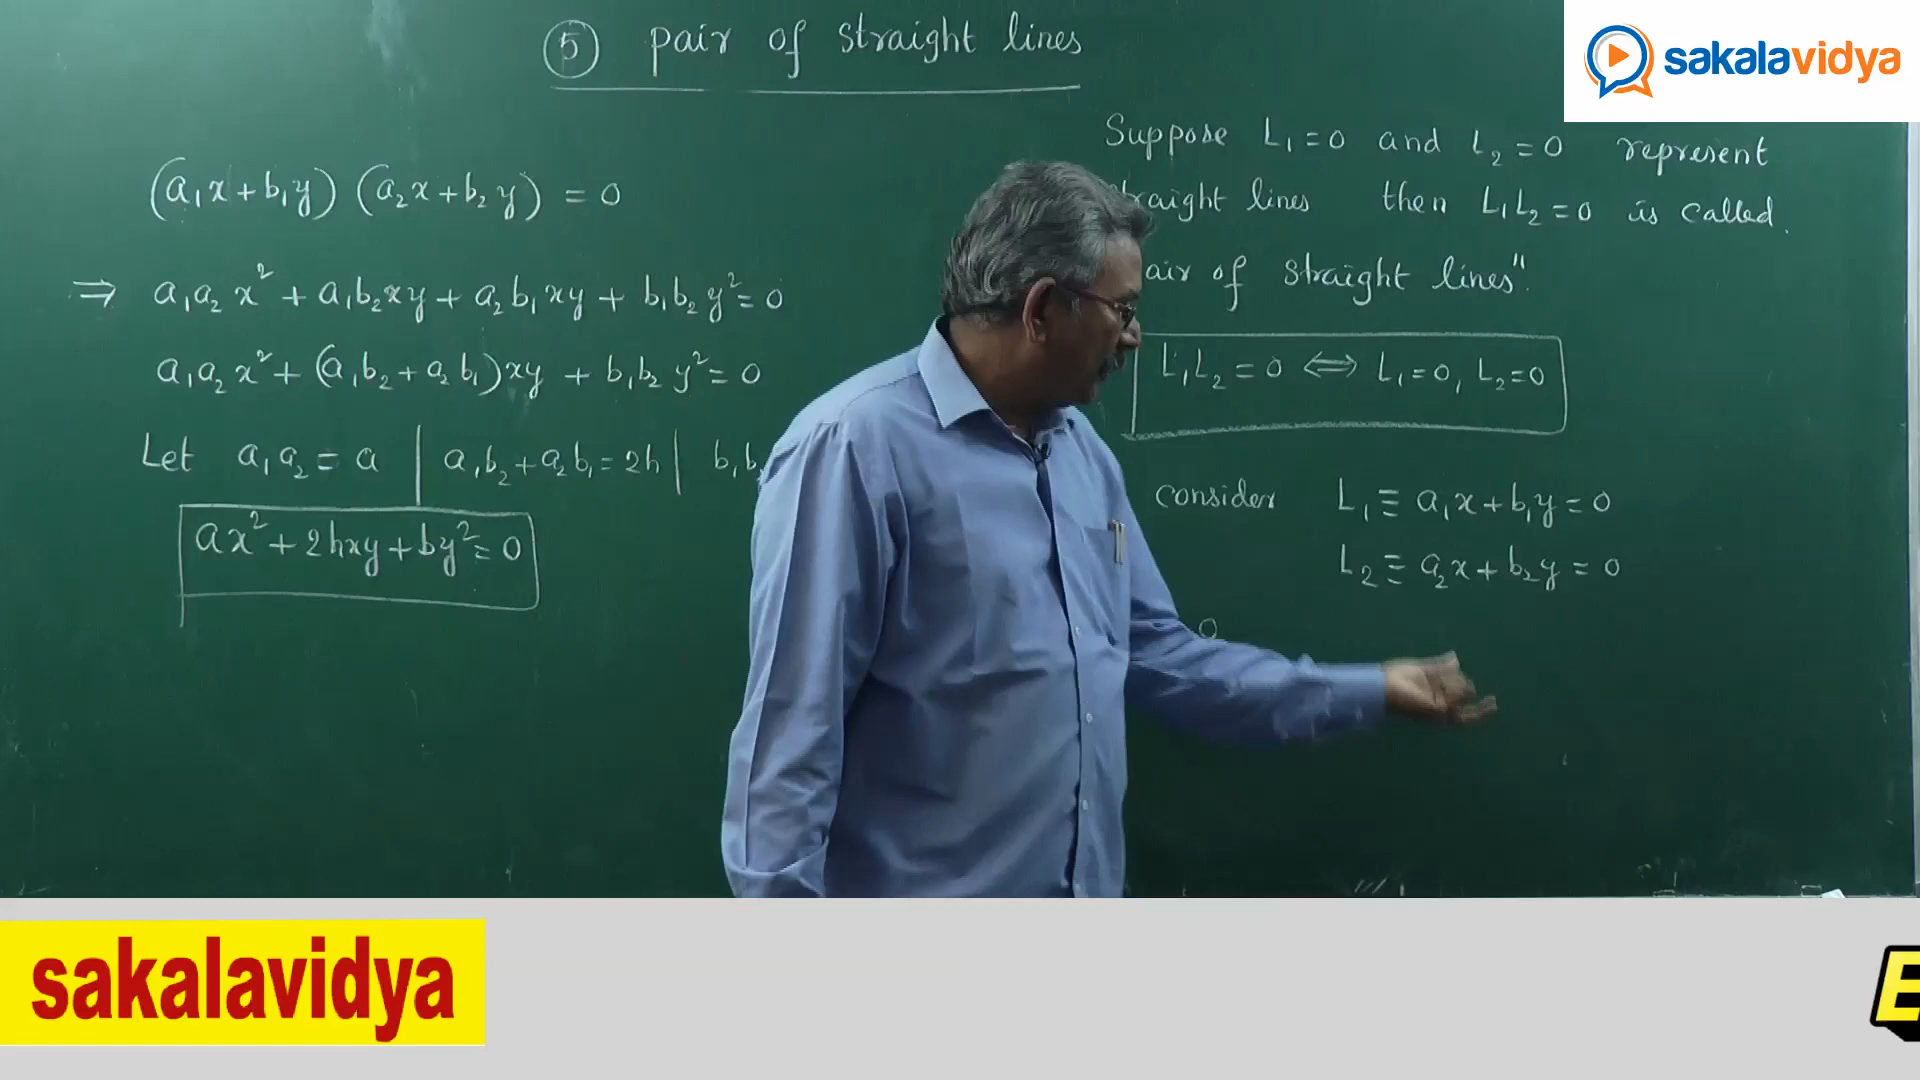 5 pair of straight lines
(a₁x + b₁y) (a₂x + b₂y) = 0
⇒ a₁a₂x² + a₁b₂xy + a₂b₁xy + b₁b₂y² = 0
a₁a₂x² + (a₁b₂ + a₂b₁)xy + b₁b₂y² = 0
Let a₁a₂ = a | a₁b₂ + a₂b₁ = 2h |
ax² + 2hxy + by² = 0
sakalavidya
Suppose L₁ = 0 and L₂ = 0 represent
lines then L₁L₂ = 0 is called
of straight lines".
L₁L₂ = 0 ⇔ L₁ = 0, L₂ = 0
consider L₁ ≡ a₁x + b₁y = 0
L₂ ≡ a₂x + b₂y = 0
0
sakalavidya
E